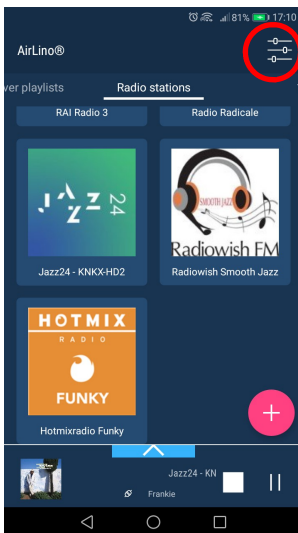 81% 17:10
AirLino®
ver playlists Radio stations
RAI Radio 3 Radio Radicale
JAZZ 24
SMOOTH JAZZ
Radiowish FM
Jazz24 - KNKX-HD2 Radiowish Smooth Jazz
HOTMIX
RADIO
FUNKY
Hotmixradio Funky
+
Jazz24 - KN
Frankie